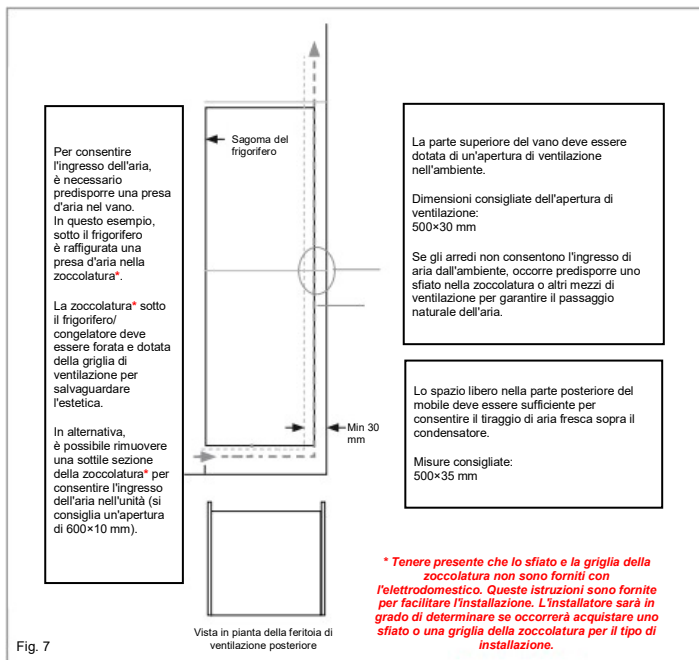 Per consentire
l'ingresso dell'aria,
è necessario
predisporre una presa
d'aria nel vano.
In questo esempio,
sotto il frigorifero
è raffigurata una
presa d'aria nella
zoccolatura*.
La zoccolatura* sotto
il frigorifero/
congelatore deve
essere forata e dotata
della griglia di
ventilazione per
salvaguardare
l'estetica.
In alternativa,
è possibile rimuovere
una sottile sezione
della zoccolatura* per
consentire l'ingresso
dell'aria nell'unità (si
consiglia un'apertura
di 600×10 mm).
Sagoma del
frigorifero
Min 30
mm
La parte superiore del vano deve essere
dotata di un'apertura di ventilazione
nell'ambiente.
Dimensioni consigliate dell'apertura di
ventilazione:
500×30 mm
Se gli arredi non consentono l'ingresso di
aria dall'ambiente, occorre predisporre uno
sfiato nella zoccolatura o altri mezzi di
ventilazione per garantire il passaggio
naturale dell'aria.
Lo spazio libero nella parte posteriore del
mobile deve essere sufficiente per
consentire il tiraggio di aria fresca sopra il
condensatore.
Misure consigliate:
500×35 mm
* Tenere presente che lo sfiato e la griglia della
zoccolatura non sono forniti con
l'elettrodomestico. Queste istruzioni sono fornite
per facilitare l'installazione. L'installatore sarà in
grado di determinare se occorrerà acquistare uno
sfiato o una griglia della zoccolatura per il tipo di
installazione.
Vista in pianta della feritoia di
ventilazione posteriore
Fig. 7